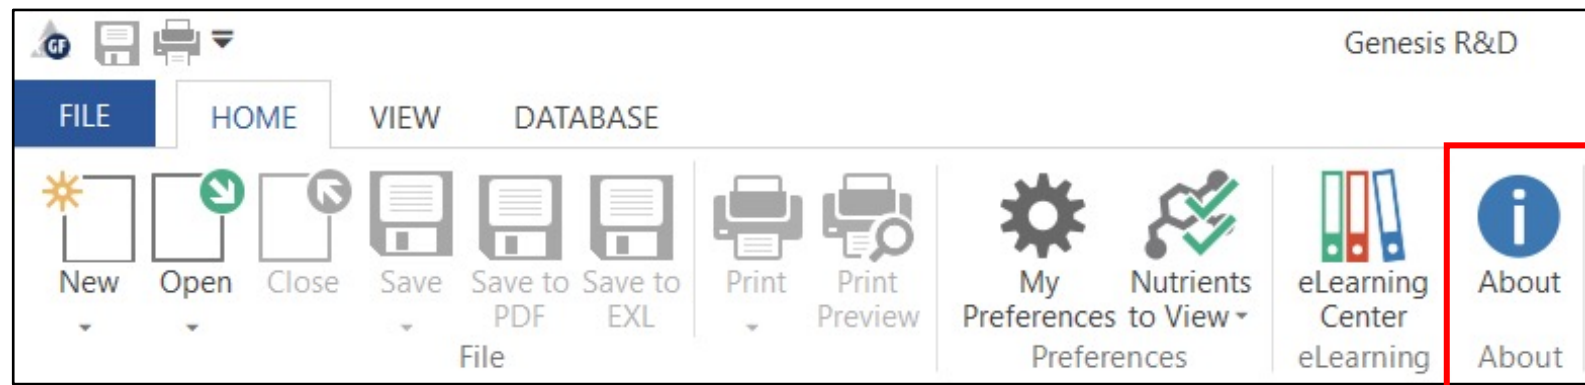 GF
Genesis R&D
FILE HOME VIEW DATABASE
New Open Close Save Save to PDF Save to EXL Print Print Preview My Preferences Nutrients to View eLearning Center About
File Preferences eLearning About